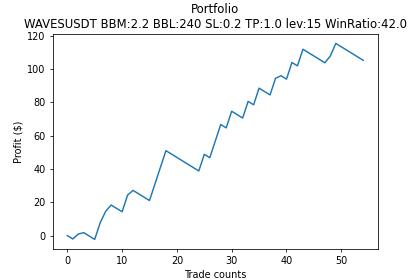 Portfolio
WAVESUSDT BBM:2.2 BBL:240 SL:0.2 TP:1.0 lev:15 WinRatio:42.0
120
100
80
60
40
20
0
Profit ($)
0 10 20 30 40 50
Trade counts